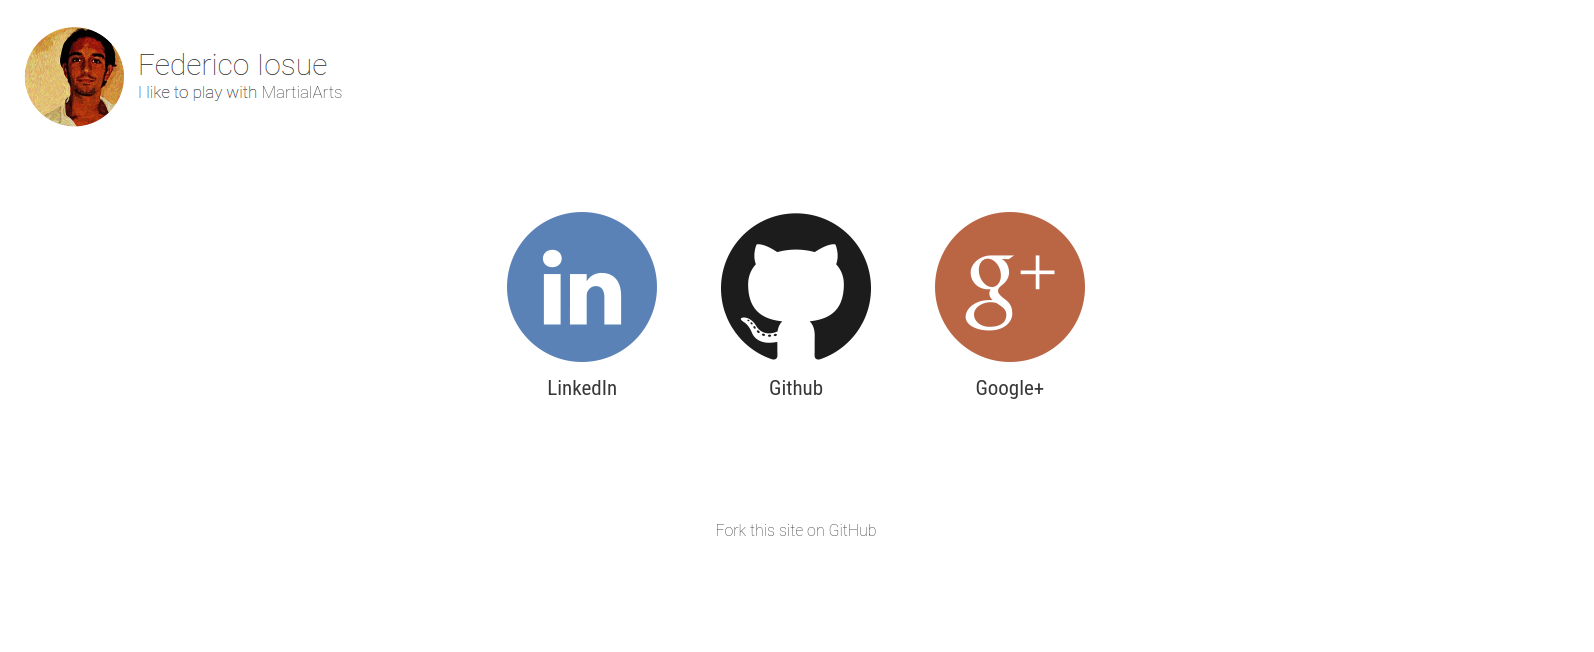 Federico Iosue
I like to play with MartialArts
in
g+
LinkedIn
Github
Google+
Fork this site on GitHub